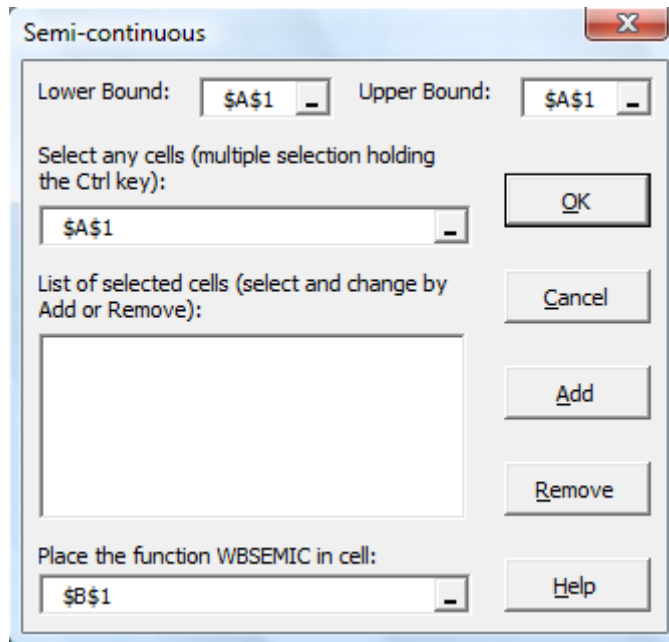 Semi-continuous
Lower Bound: $A$1 Upper Bound: $A$1
Select any cells (multiple selection holding
the Ctrl key):
OK
$A$1
List of selected cells (select and change by
Add or Remove):
Cancel
Add
Remove
Place the function WBSEMIC in cell:
$B$1
Help